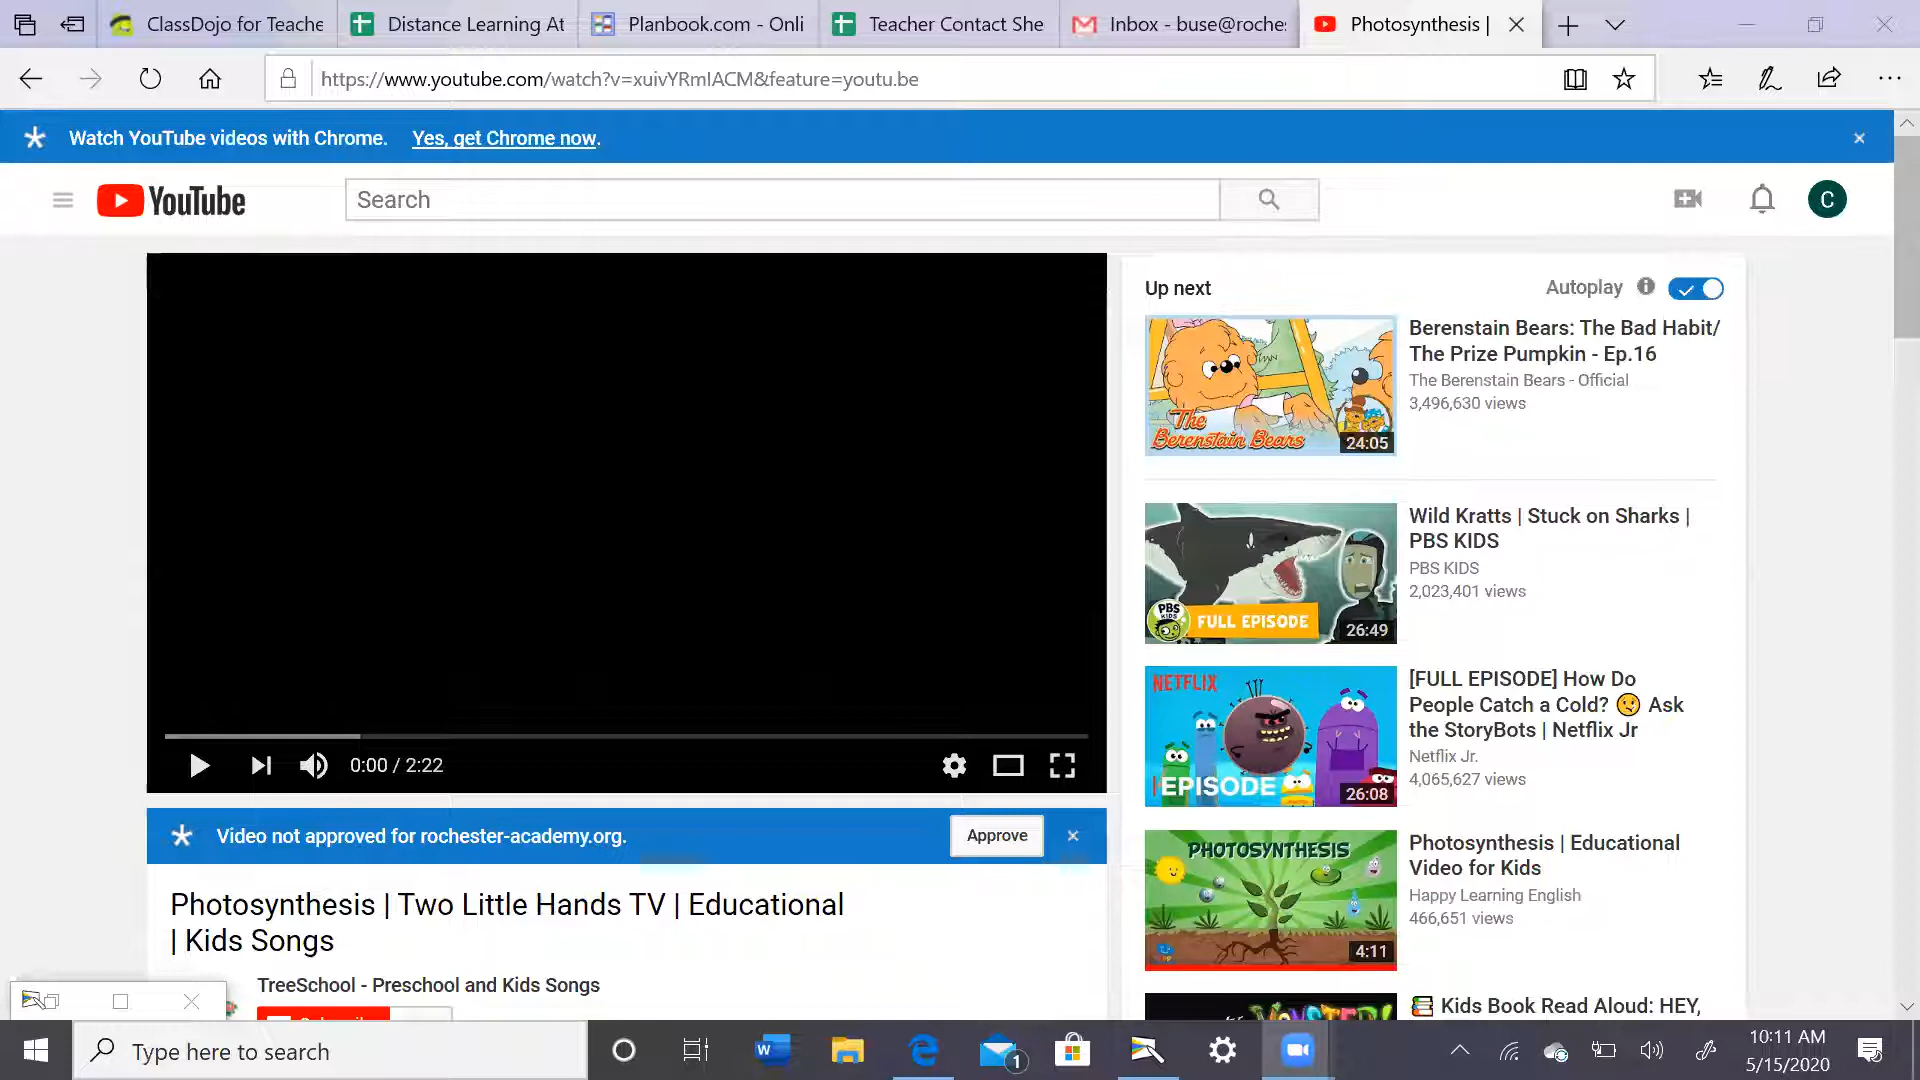 ClassDojo for Teache
Distance Learning At
Planbook.com - Onli
Teacher Contact She
Inbox - buse@roche
Photosynthesis |
https://www.youtube.com/watch?v=xuivYRmIACM&feature=youtu.be
Watch YouTube videos with Chrome. Yes, get Chrome now.
YouTube
Search
C
Up next
Autoplay
Berenstain Bears: The Bad Habit/
The Prize Pumpkin - Ep.16
The Berenstain Bears - Official
3,496,630 views
The
Berenstain Bears
24:05
Wild Kratts | Stuck on Sharks |
PBS KIDS
PBS KIDS
2,023,401 views
PBS
KIDS
FULL EPISODE
26:49
NETFLIX
EPISODE
26:08
[FULL EPISODE] How Do
People Catch a Cold? 🤒 Ask
the StoryBots | Netflix Jr
Netflix Jr.
4,065,627 views
0:00 / 2:22
Video not approved for rochester-academy.org.
Approve
PHOTOSYNTHESIS
4:11
Photosynthesis | Educational
Video for Kids
Happy Learning English
466,651 views
Photosynthesis | Two Little Hands TV | Educational
| Kids Songs
TreeSchool - Preschool and Kids Songs
📚 Kids Book Read Aloud: HEY,
Type here to search
W
1
10:11 AM
5/15/2020